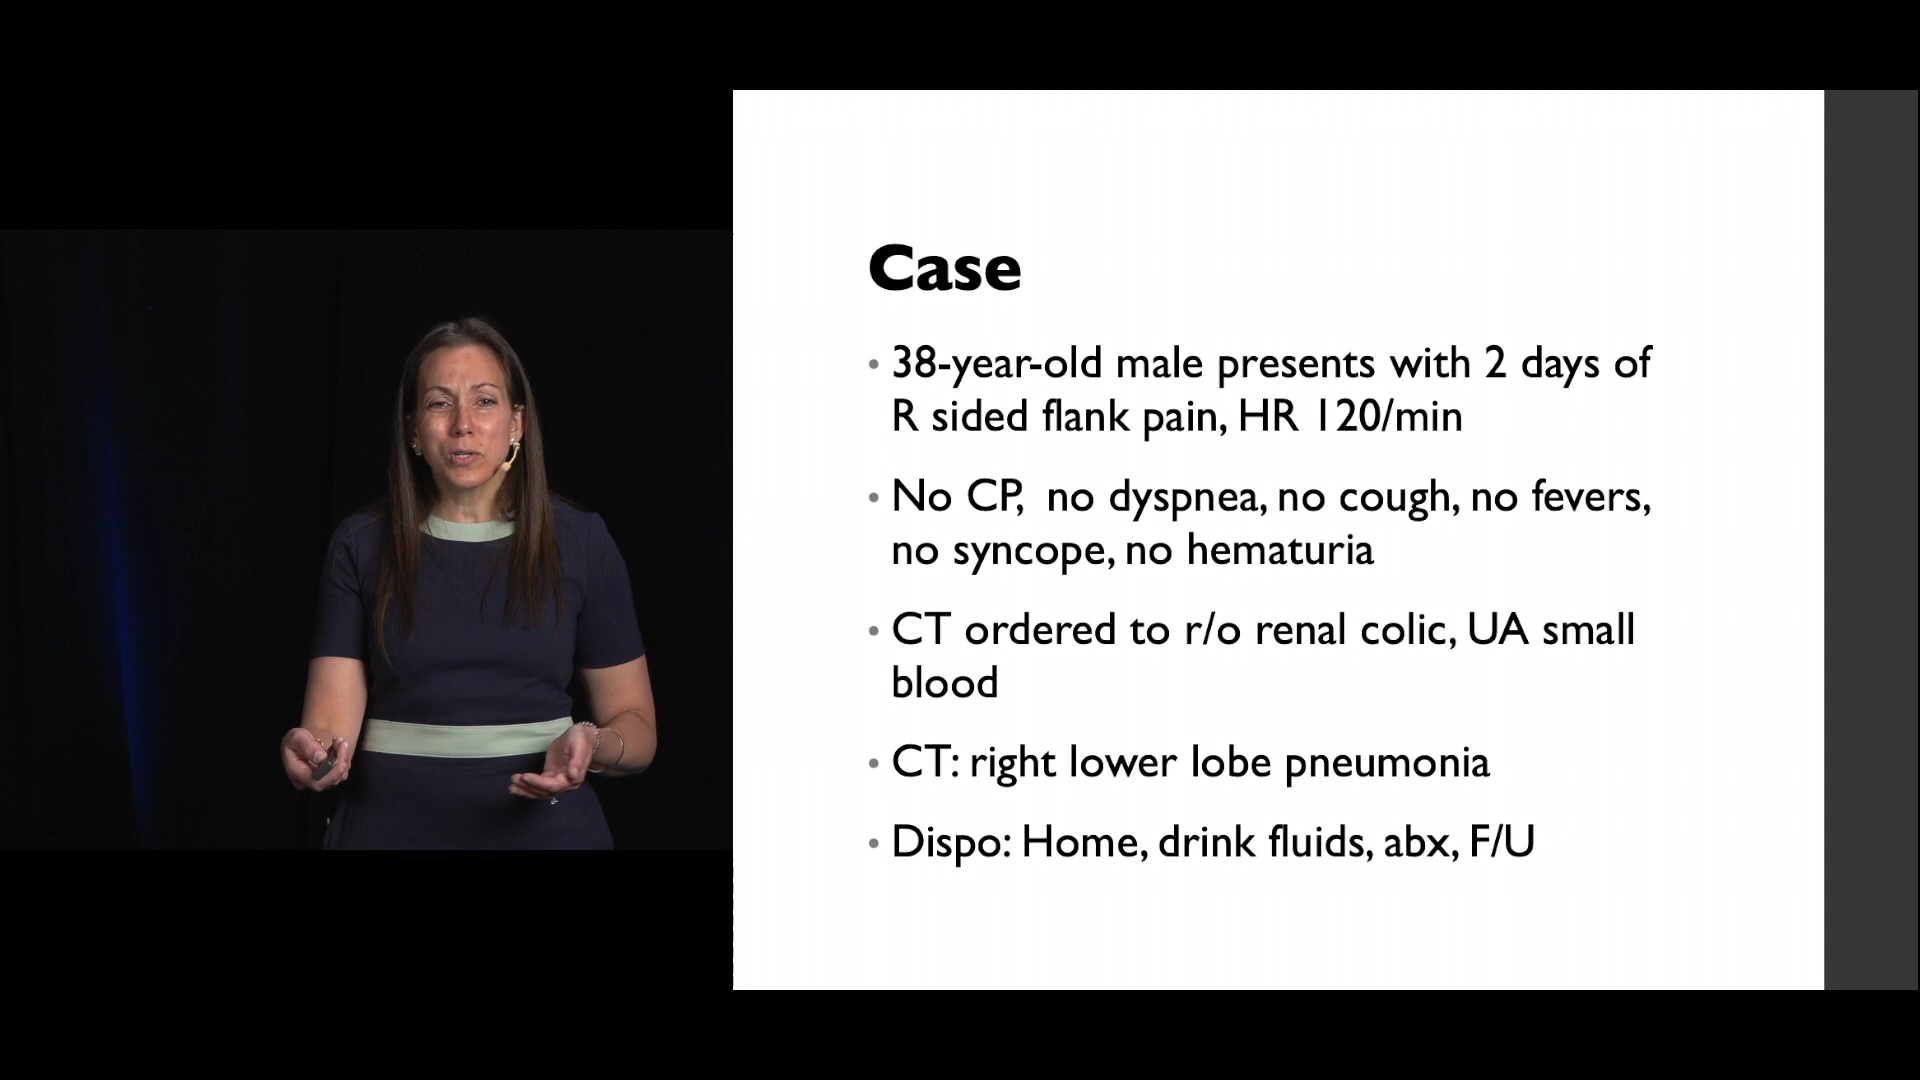 Case
• 38-year-old male presents with 2 days of
R sided flank pain, HR 120/min
• No CP,  no dyspnea, no cough, no fevers,
no syncope, no hematuria
• CT ordered to r/o renal colic, UA small
blood
• CT: right lower lobe pneumonia
• Dispo: Home, drink fluids, abx, F/U